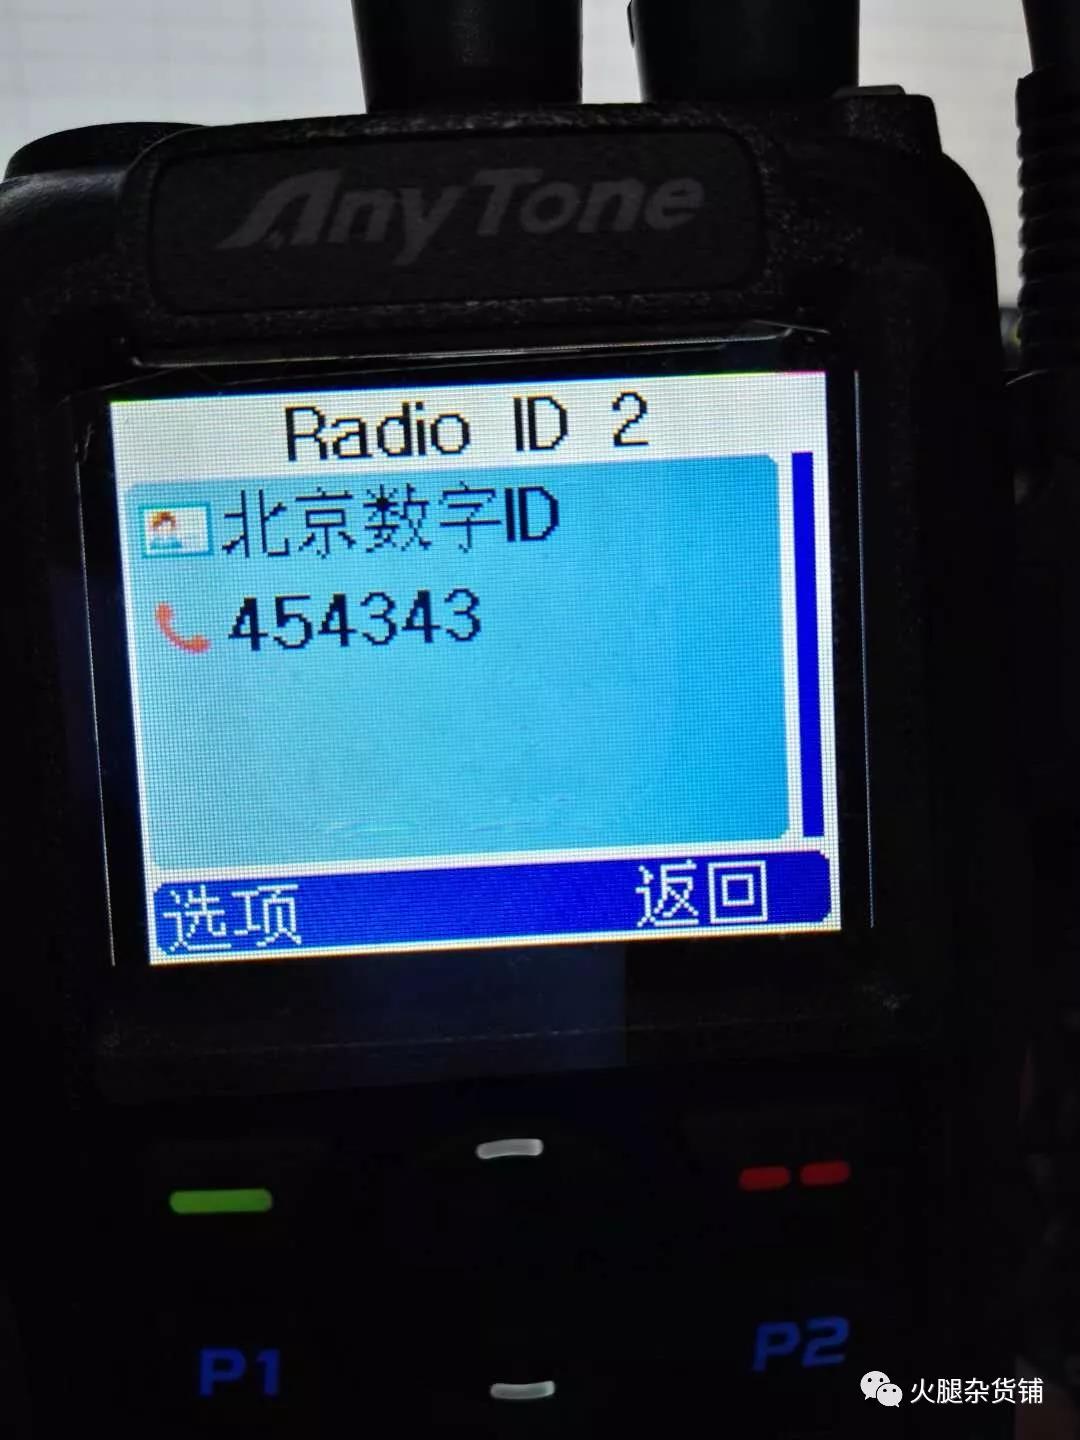 AnyTone
Radio ID 2
北京数字ID
454343
选项 返回
P1 P2
火腿杂货铺